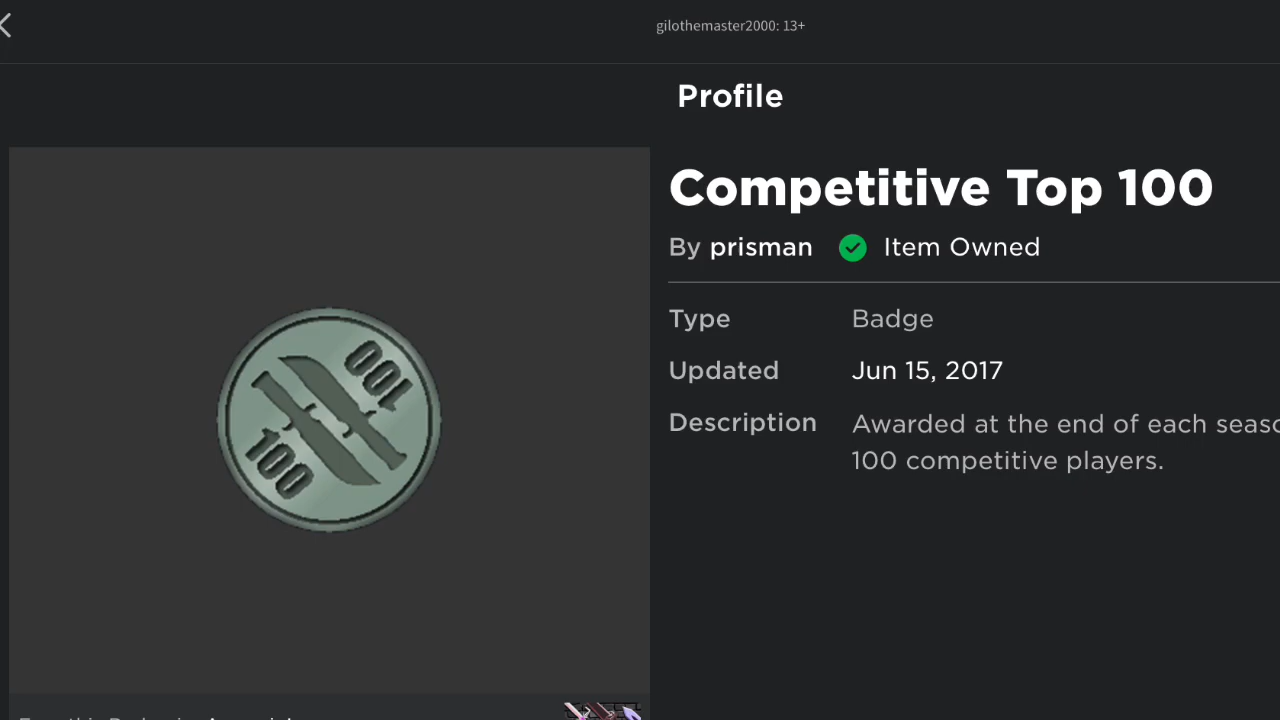 gilothemaster2000: 13+
Profile
Competitive Top 100
By prisman Item Owned
Type Badge
Updated Jun 15, 2017
Description Awarded at the end of each
100 competitive players.
100
100